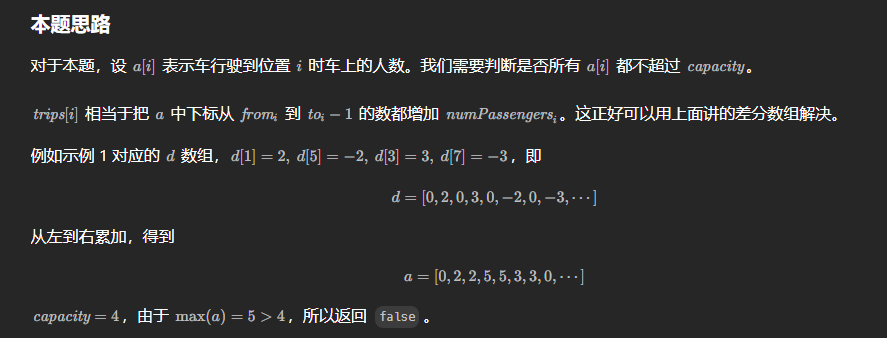 本题思路
对于本题，设 a[i] 表示车行驶到位置 i 时车上的人数。我们需要判断是否所有 a[i] 都不超过 capacity。
trips[i] 相当于把 a 中下标从 from_i 到 to_i − 1 的数都增加 numPassengers_i。这正好可以用上面讲的差分数组解决。
例如示例 1 对应的 d 数组，d[1] = 2, d[5] = −2, d[3] = 3, d[7] = −3，即
d = [0, 2, 0, 3, 0, −2, 0, −3, ⋯]
从左到右累加，得到
a = [0, 2, 2, 5, 5, 3, 3, 0, ⋯]
capacity = 4，由于 max(a) = 5 > 4，所以返回 false 。